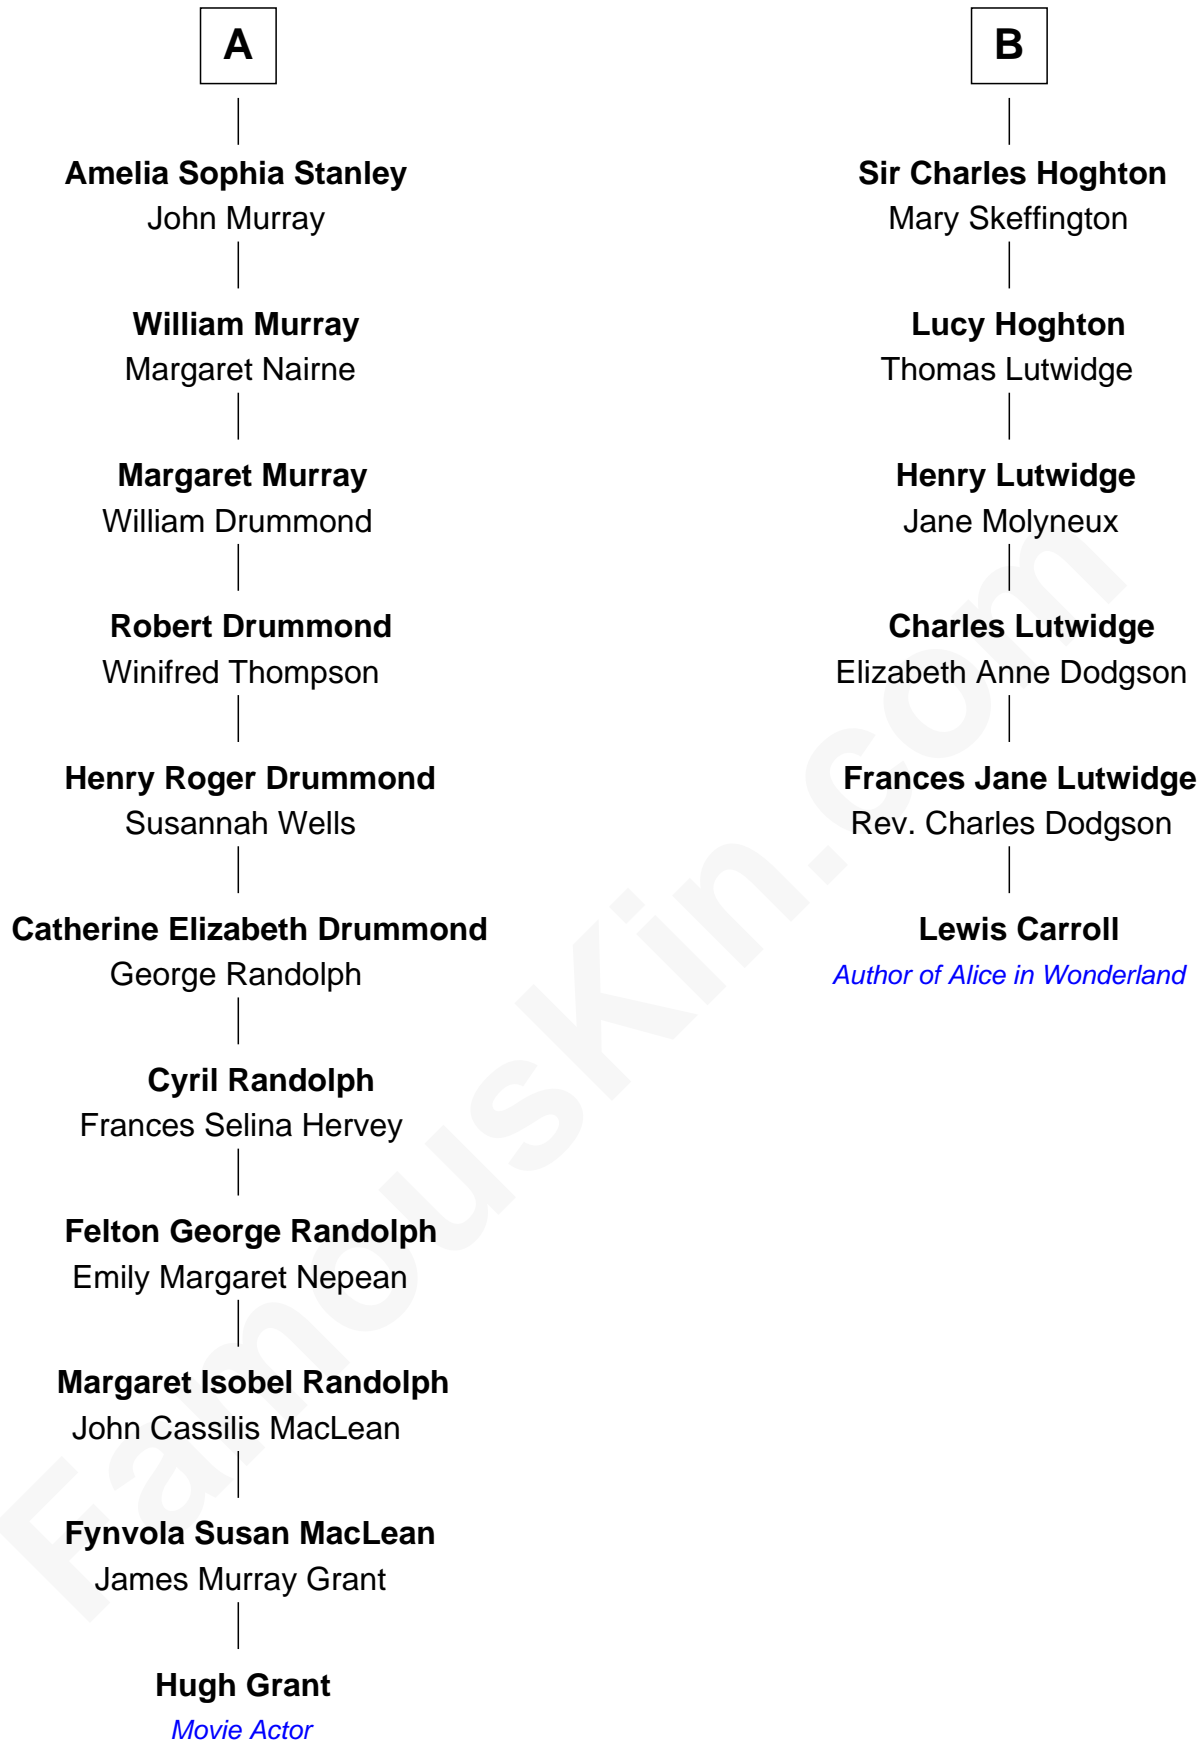 A
Amelia Sophia Stanley
John Murray
William Murray
Margaret Nairne
Margaret Murray
William Drummond
Robert Drummond
Winifred Thompson
Henry Roger Drummond
Susannah Wells
Catherine Elizabeth Drummond
George Randolph
Cyril Randolph
Frances Selina Hervey
Felton George Randolph
Emily Margaret Nepean
Margaret Isobel Randolph
John Cassilis MacLean
Fynvola Susan MacLean
James Murray Grant
Hugh Grant
Movie Actor
B
Sir Charles Hoghton
Mary Skeffington
Lucy Hoghton
Thomas Lutwidge
Henry Lutwidge
Jane Molyneux
Charles Lutwidge
Elizabeth Anne Dodgson
Frances Jane Lutwidge
Rev. Charles Dodgson
Lewis Carroll
Author of Alice in Wonderland
FamousKin.com